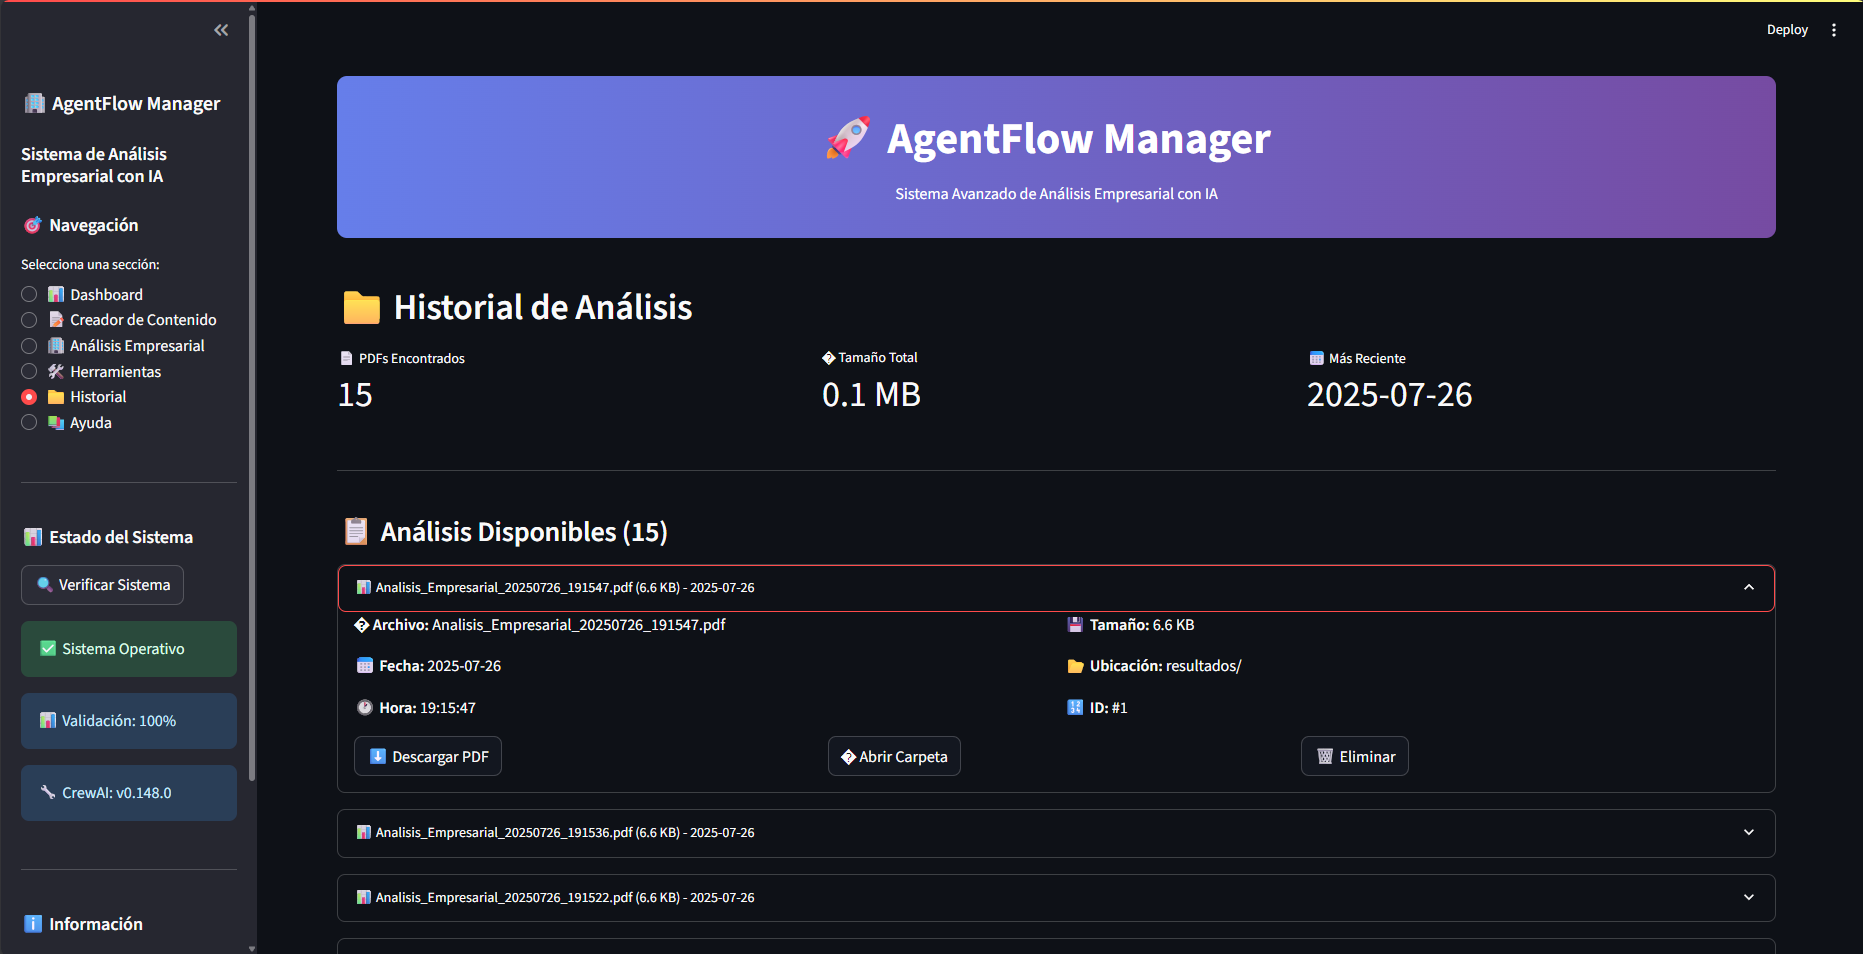 Deploy
AgentFlow Manager
Sistema de Análisis
Empresarial con IA
Navegación
Selecciona una sección:
Dashboard
Creador de Contenido
Análisis Empresarial
Herramientas
Historial
Ayuda
Estado del Sistema
Verificar Sistema
Sistema Operativo
Validación: 100%
CrewAI: v0.148.0
Información
AgentFlow Manager
Sistema Avanzado de Análisis Empresarial con IA
Historial de Análisis
PDFs Encontrados
15
� Tamaño Total
0.1 MB
Más Reciente
2025-07-26
Análisis Disponibles (15)
Analisis_Empresarial_20250726_191547.pdf (6.6 KB) - 2025-07-26
� Archivo: Analisis_Empresarial_20250726_191547.pdf
Fecha: 2025-07-26
Hora: 19:15:47
Tamaño: 6.6 KB
Ubicación: resultados/
ID: #1
Descargar PDF
� Abrir Carpeta
Eliminar
Analisis_Empresarial_20250726_191536.pdf (6.6 KB) - 2025-07-26
Analisis_Empresarial_20250726_191522.pdf (6.6 KB) - 2025-07-26